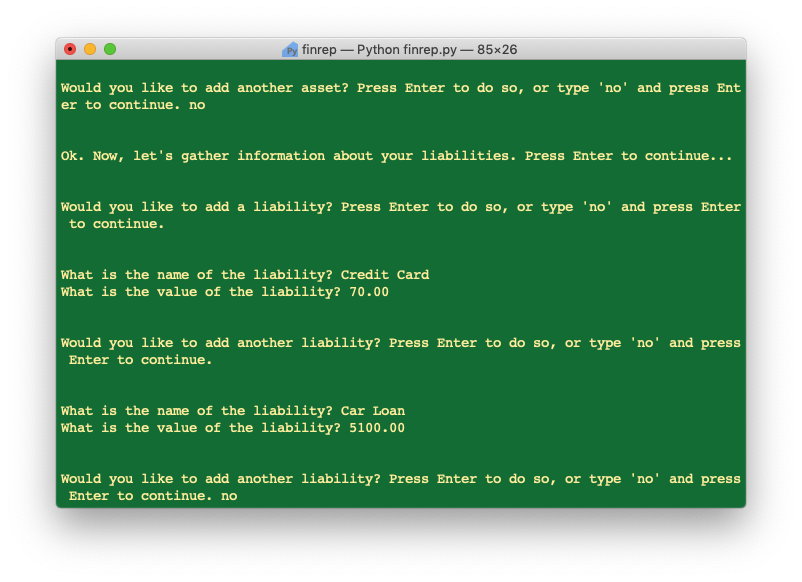 Py finrep — Python finrep.py — 85×26
Would you like to add another asset? Press Enter to do so, or type 'no' and press Ent
er to continue. no
Ok. Now, let's gather information about your liabilities. Press Enter to continue...
Would you like to add a liability? Press Enter to do so, or type 'no' and press Enter
 to continue.
What is the name of the liability? Credit Card
What is the value of the liability? 70.00
Would you like to add another liability? Press Enter to do so, or type 'no' and press
 Enter to continue.
What is the name of the liability? Car Loan
What is the value of the liability? 5100.00
Would you like to add another liability? Press Enter to do so, or type 'no' and press
 Enter to continue. no